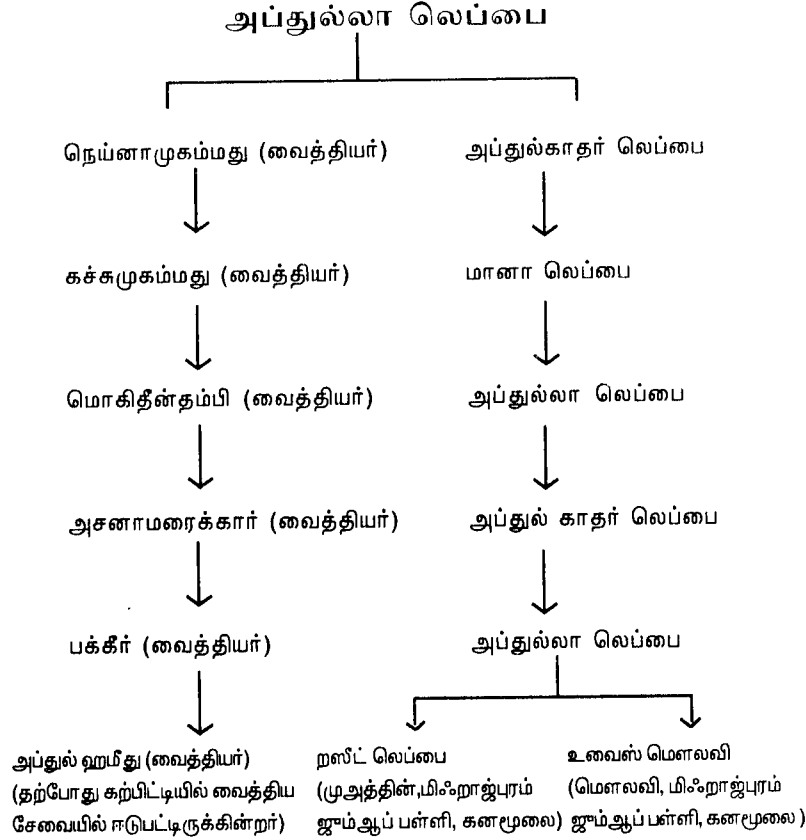 அப்துல்லா லெப்பை
நெய்னாமுகம்மது (வைத்தியர்)
அப்துல்காதர் லெப்பை
கச்சுமுகம்மது (வைத்தியர்)
மானா லெப்பை
மொகிதீன்தம்பி (வைத்தியர்)
அப்துல்லா லெப்பை
அசனாமரைக்கார் (வைத்தியர்)
அப்துல் காதர் லெப்பை
பக்கீர் (வைத்தியர்)
அப்துல்லா லெப்பை
அப்துல் ஹமீது (வைத்தியர்)
(தற்போது கற்பிட்டியில் வைத்திய
சேவையில் ஈடுபட்டிருக்கின்றர்)
றஸீட் லெப்பை
(முஅத்தின்,மிஃறாஜ்புரம்
ஜும்ஆப் பள்ளி, கனமூலை)
உவைஸ் மௌலவி
(மௌலவி, மிஃறாஜ்புரம்
ஜும்ஆப்பள்ளி, கனமூலை)